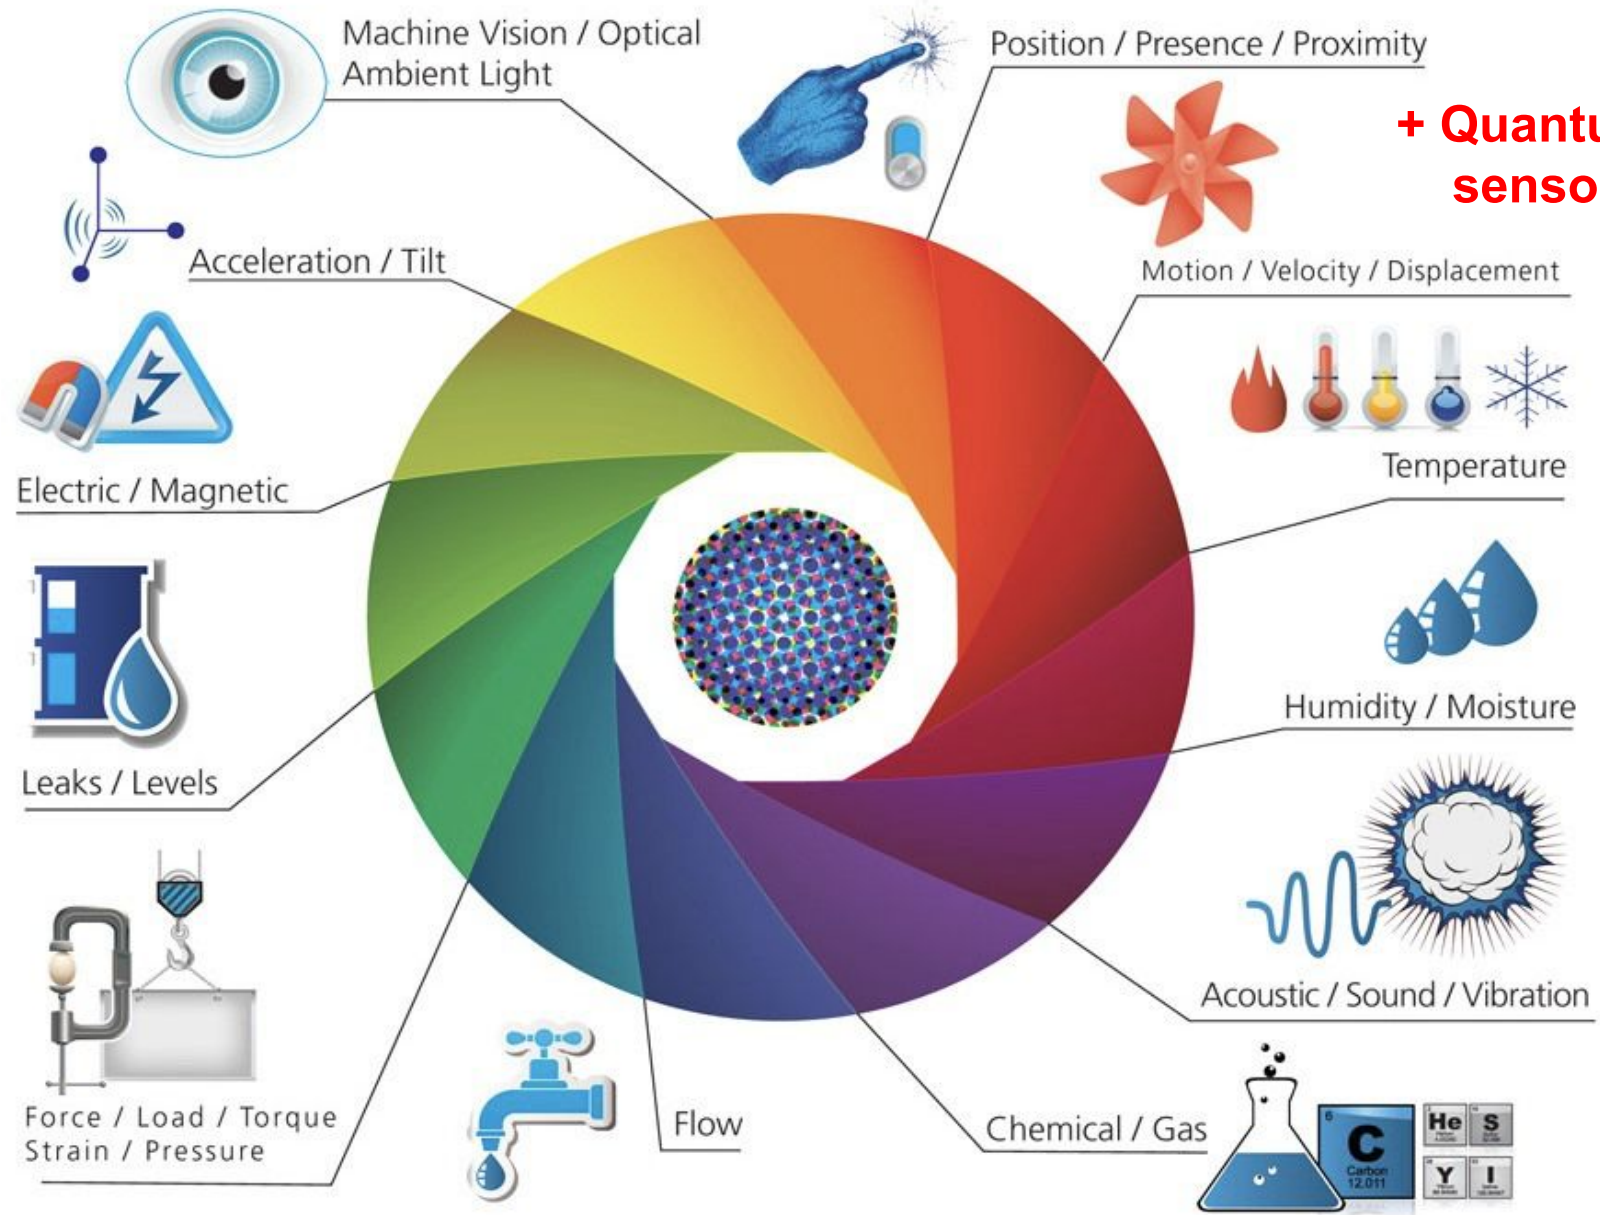 Machine Vision / Optical
Ambient Light
Position / Presence / Proximity
+ Quantu
senso
Acceleration / Tilt
Motion / Velocity / Displacement
Electric / Magnetic
Temperature
Leaks / Levels
Humidity / Moisture
Acoustic / Sound / Vibration
Force / Load / Torque
Strain / Pressure
Flow
Chemical / Gas
6
C
Carbon
12.011
He
S
Y
I